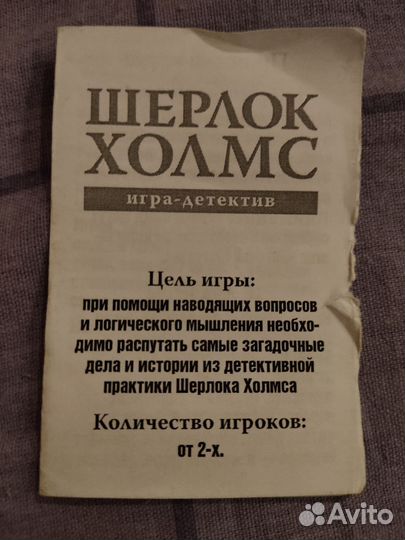 ШЕРЛОК
ХОЛМС
игра-детектив
Цель игры:
при помощи наводящих вопросов
и логического мышления необхо-
димо распутать самые загадочные
дела и истории из детективной
практики Шерлока Холмса
Количество игроков:
от 2-х.
Avito